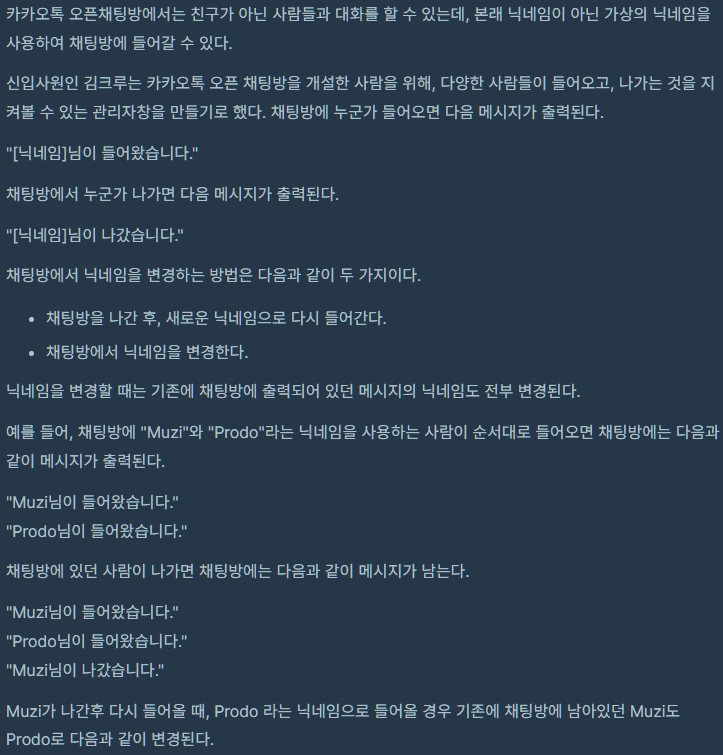 카카오톡 오픈채팅방에서는 친구가 아닌 사람들과 대화를 할 수 있는데, 본래 닉네임이 아닌 가상의 닉네임을
사용하여 채팅방에 들어갈 수 있다.
신입사원인 김크루는 카카오톡 오픈 채팅방을 개설한 사람을 위해, 다양한 사람들이 들어오고, 나가는 것을 지
켜볼 수 있는 관리자창을 만들기로 했다. 채팅방에 누군가 들어오면 다음 메시지가 출력된다.
"[닉네임]님이 들어왔습니다."
채팅방에서 누군가 나가면 다음 메시지가 출력된다.
"[닉네임]님이 나갔습니다."
채팅방에서 닉네임을 변경하는 방법은 다음과 같이 두 가지이다.
• 채팅방을 나간 후, 새로운 닉네임으로 다시 들어간다.
• 채팅방에서 닉네임을 변경한다.
닉네임을 변경할 때는 기존에 채팅방에 출력되어 있던 메시지의 닉네임도 전부 변경된다.
예를 들어, 채팅방에 "Muzi"와 "Prodo"라는 닉네임을 사용하는 사람이 순서대로 들어오면 채팅방에는 다음과
같이 메시지가 출력된다.
"Muzi님이 들어왔습니다."
"Prodo님이 들어왔습니다."
채팅방에 있던 사람이 나가면 채팅방에는 다음과 같이 메시지가 남는다.
"Muzi님이 들어왔습니다."
"Prodo님이 들어왔습니다."
"Muzi님이 나갔습니다."
Muzi가 나간후 다시 들어올 때, Prodo 라는 닉네임으로 들어올 경우 기존에 채팅방에 남아있던 Muzi도
Prodo로 다음과 같이 변경된다.